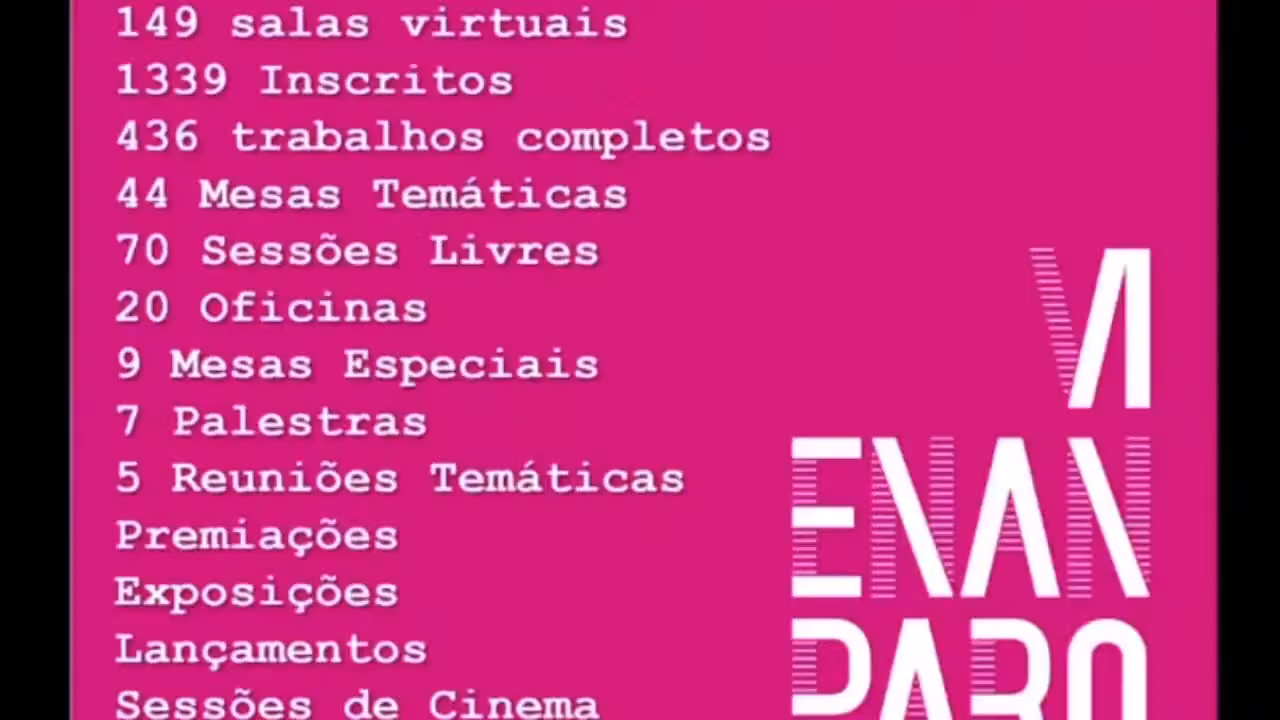 149 salas virtuais
1339 Inscritos
436 trabalhos completos
44 Mesas Temáticas
70 Sessões Livres
20 Oficinas
9 Mesas Especiais
7 Palestras
5 Reuniões Temáticas
Premiações
Exposições
Lançamentos
Sessões de Cinema
VI
ENAN
PARQ